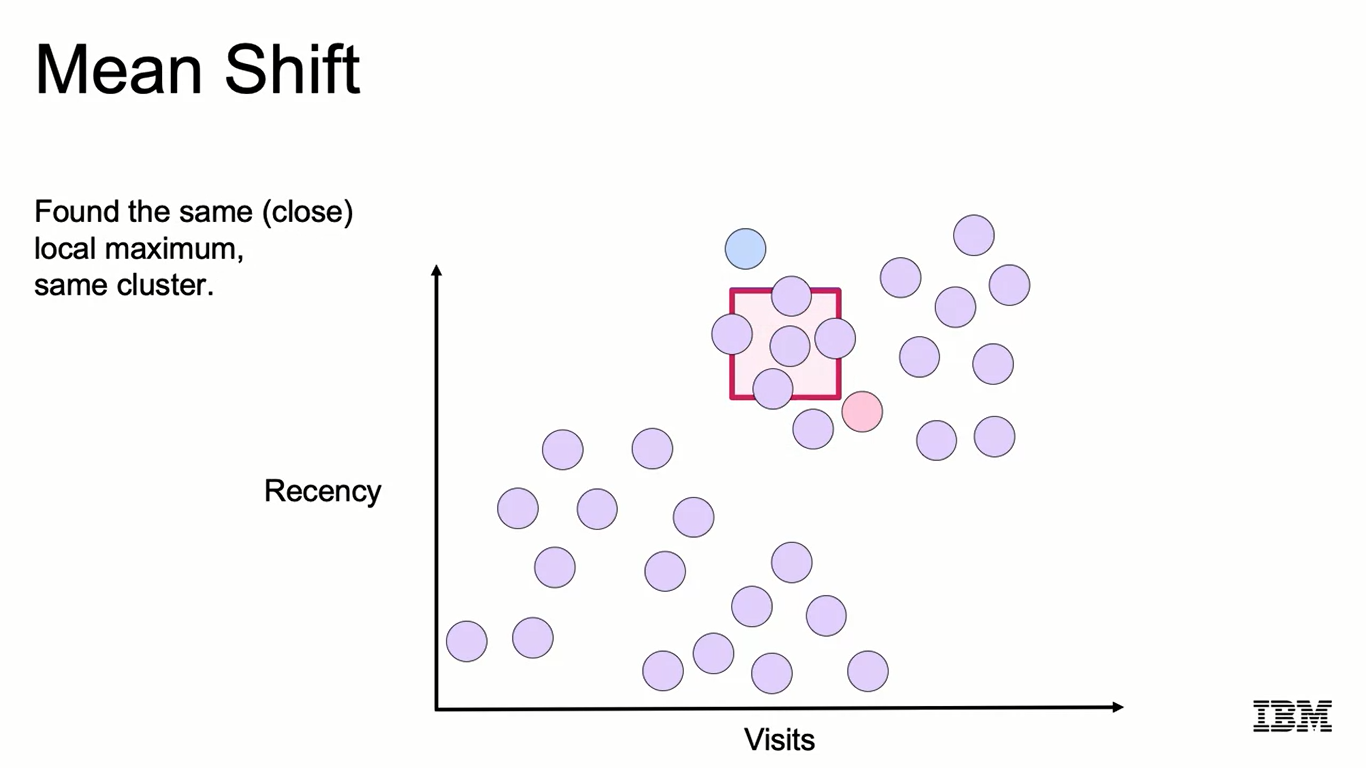 Mean Shift
Found the same (close)
local maximum,
same cluster.
Recency
Visits
IBM